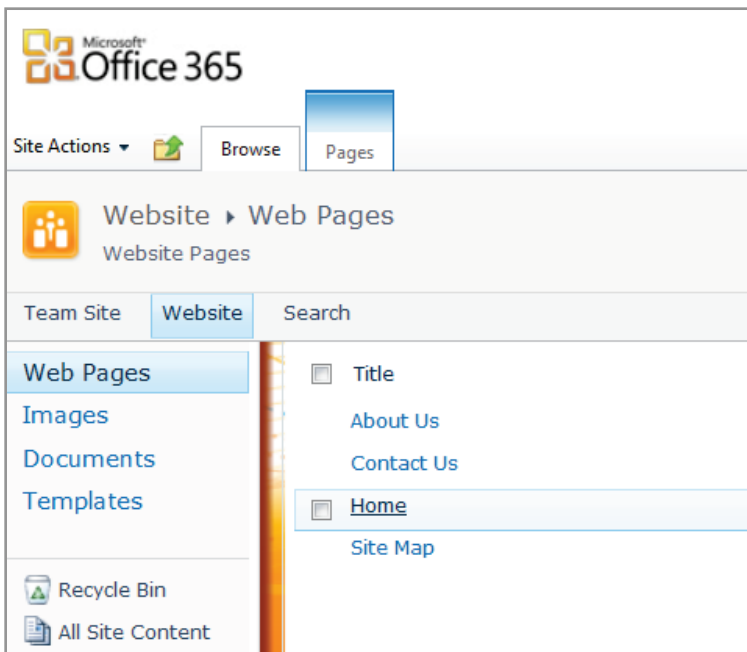 Microsoft
Office 365
Site Actions Browse Pages
Website ▸ Web Pages
Website Pages
Team Site Website Search
Web Pages
Images
Documents
Templates
Recycle Bin
All Site Content
Title
About Us
Contact Us
Home
Site Map